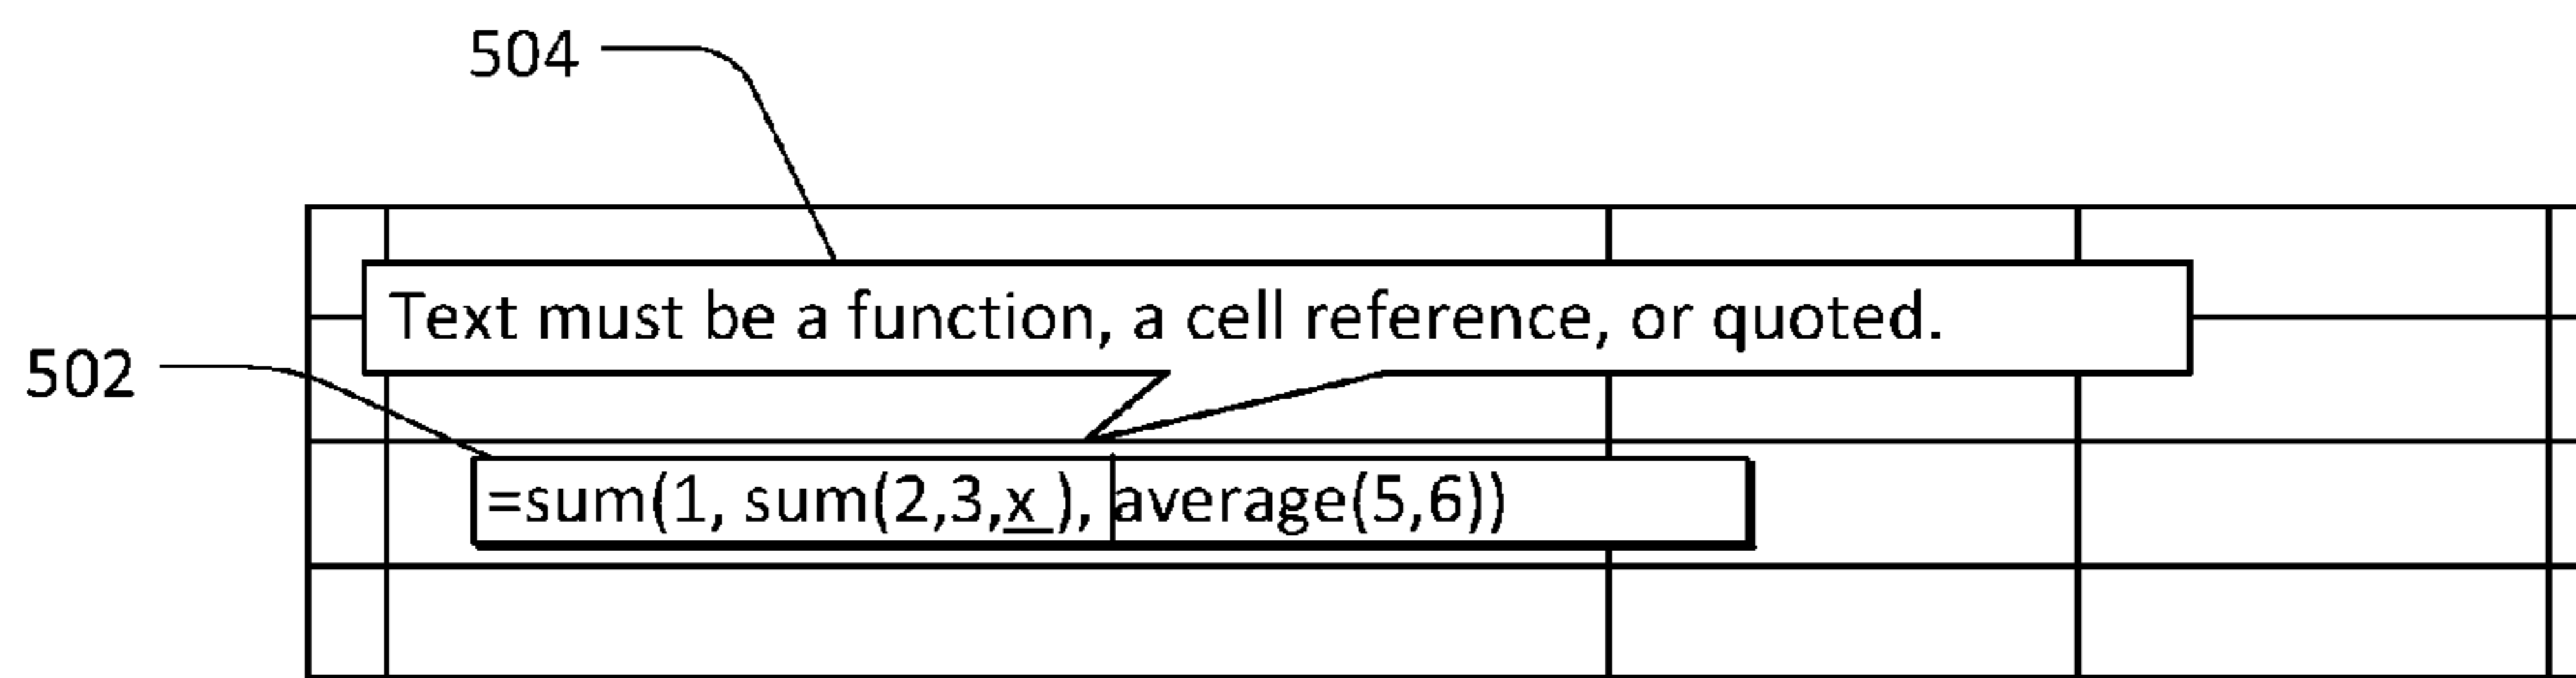 504
Text must be a function, a cell reference, or quoted.
502
=sum(1, sum(2,3,x ), average(5,6))